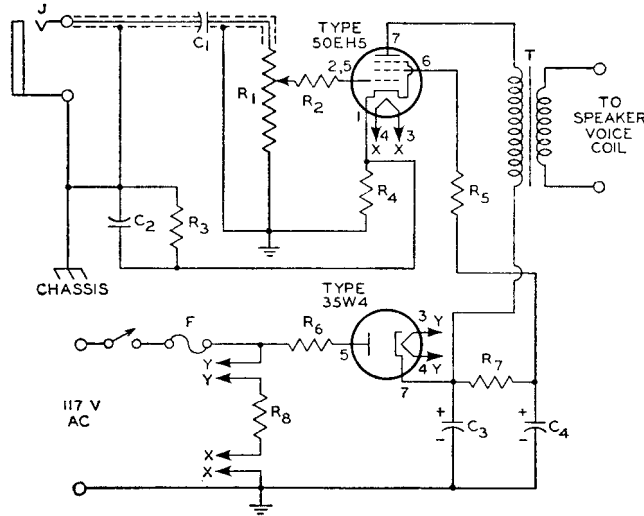 J
C1
TYPE
50EH5
7
T
2,5
6
R1
R2
1
4
3
X
X
TO
SPEAKER
VOICE
COIL
R4
R5
C2
R3
CHASSIS
TYPE
35W4
F
R6
3
Y
5
4
Y
7
R7
Y
Y
117 V
AC
R8
+
-
C3
+
-
C4
X
X